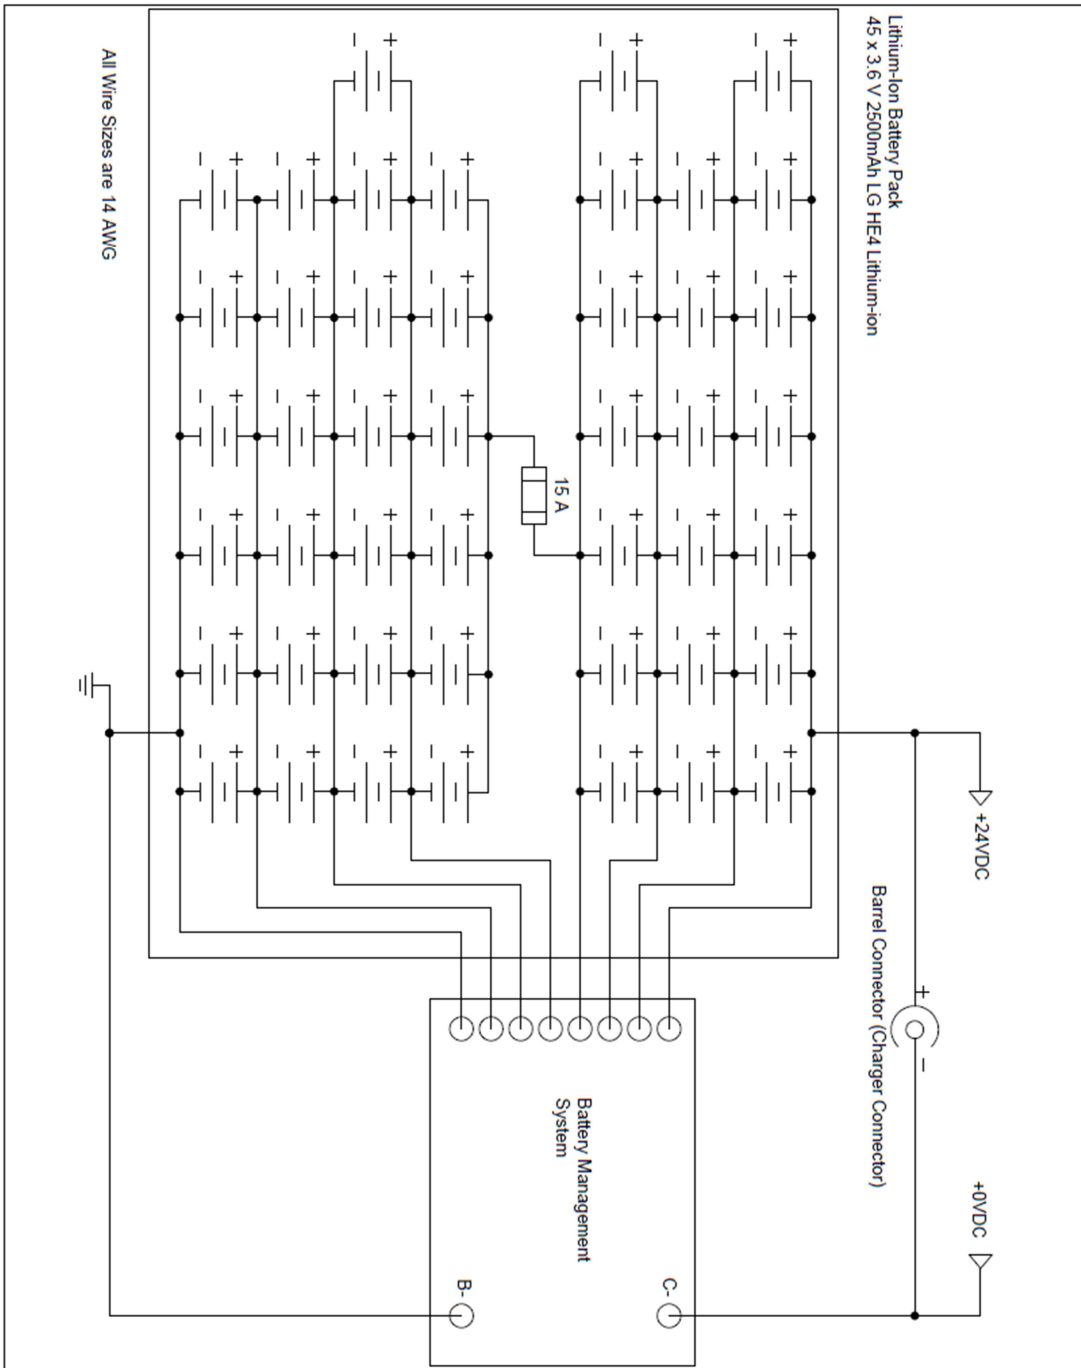 Lithium-Ion Battery Pack
45 x 3.6 V 2500mAh LG HE4 Lithium-ion
+24VDC
Barrel Connector (Charger Connector)
+0VDC
15 A
Battery Management
System
C-
B-
All Wire Sizes are 14 AWG